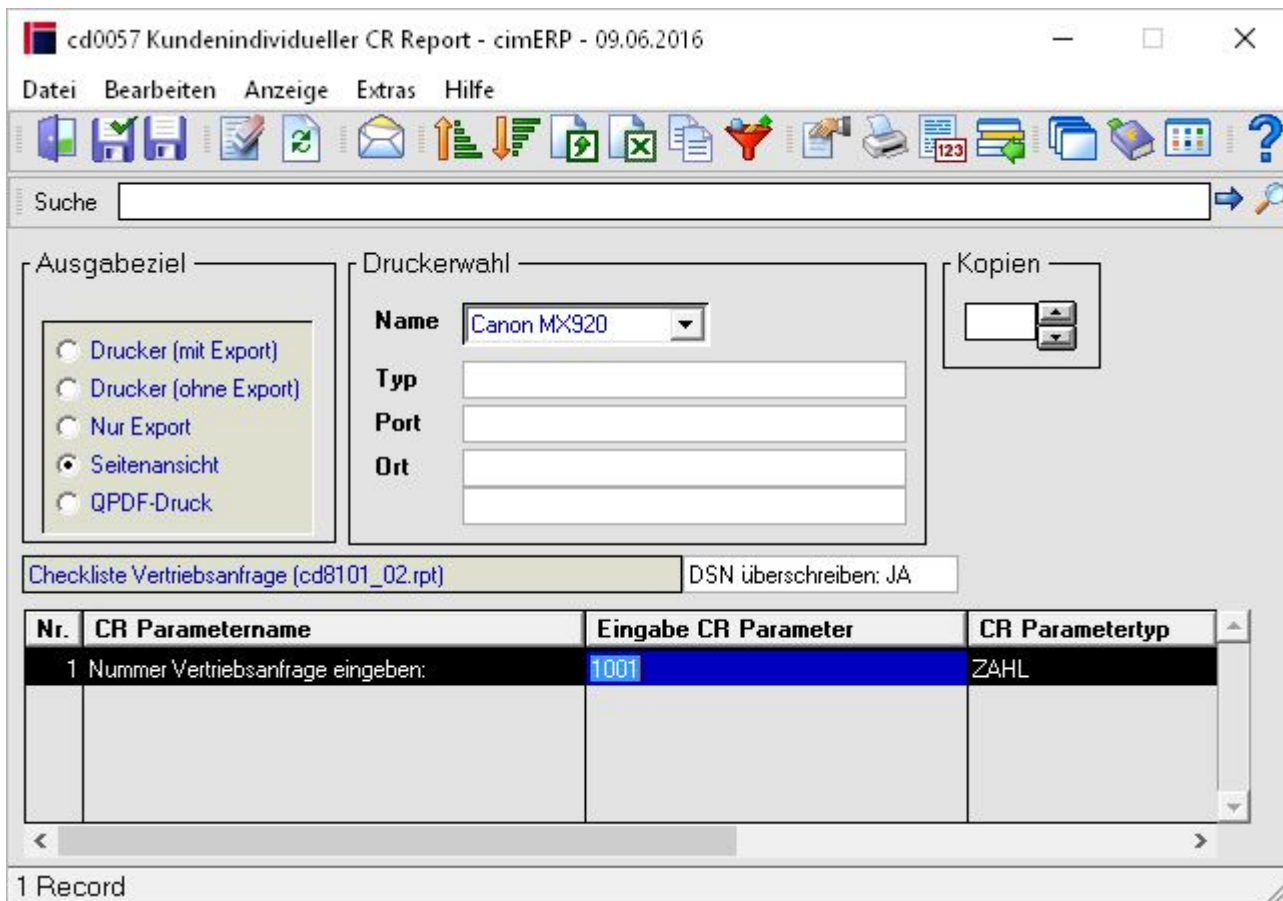 cd0057 Kundenindividueller CR Report - cimERP - 09.06.2016
Datei Bearbeiten Anzeige Extras Hilfe
123
Suche
Ausgabeziel
Drucker (mit Export)
Drucker (ohne Export)
Nur Export
Seitenansicht
QPDF-Druck
Druckerwahl
Name Canon MX920
Typ
Port
Ort
Kopien
Checkliste Vertriebsanfrage (cd8101_02.rpt) DSN überschreiben: JA
Nr. CR Parametername Eingabe CR Parameter CR Parametertyp
1 Nummer Vertriebsanfrage eingeben: 1001 ZAHL
1 Record